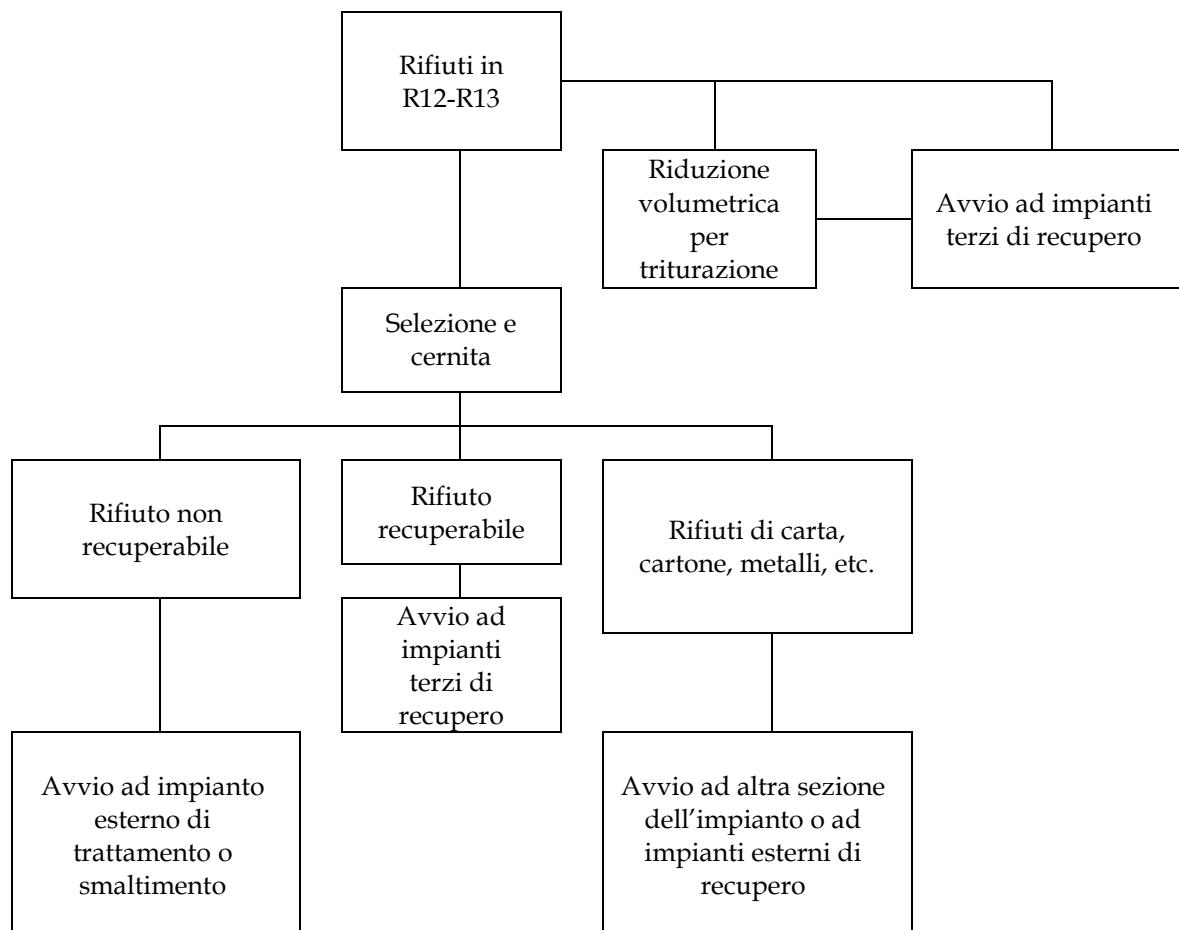 Rifiuti in
R12-R13
Riduzione
volumetrica
per
triturazione
Avvio ad impianti
terzi di recupero
Selezione e
cernita
Rifiuto non
recuperabile
Rifiuto
recuperabile
Rifiuti di carta,
cartone, metalli, etc.
Avvio ad
impianti
terzi di
recupero
Avvio ad impianto
esterno di
trattamento o
smaltimento
Avvio ad altra sezione
dell’impianto o ad
impianti esterni di
recupero